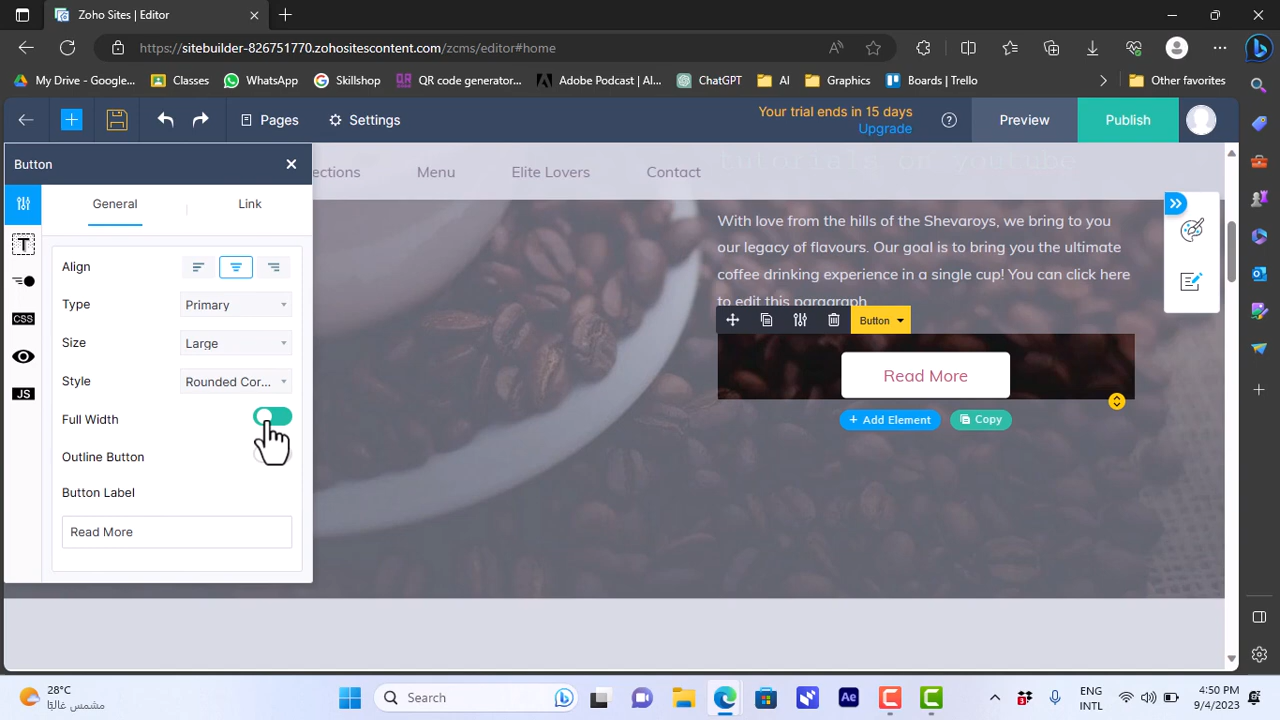 Zoho Sites | Editor
https://sitebuilder-826751770.zohositescontent.com/zcms/editor#home
My Drive - Google...
Classes
WhatsApp
Skillshop
QR code generator...
Adobe Podcast | AI...
ChatGPT
AI
Graphics
Boards | Trello
Other favorites
Pages
Settings
Your trial ends in 15 days
Upgrade
Preview
Publish
Button
General
Link
Align
Type
Primary
Size
Large
Style
Rounded Cor...
Full Width
Outline Button
Button Label
Read More
T
CSS
JS
ections
Menu
Elite Lovers
Contact
tutorials on youtube
With love from the hills of the Shevaroys, we bring to you
our legacy of flavours. Our goal is to bring you the ultimate
coffee drinking experience in a single cup! You can click here
to edit this paragraph
Button
Read More
+ Add Element
Copy
28°C
مشمس غالبًا
Search
Ae
3
ENG
INTL
4:50 PM
9/4/2023